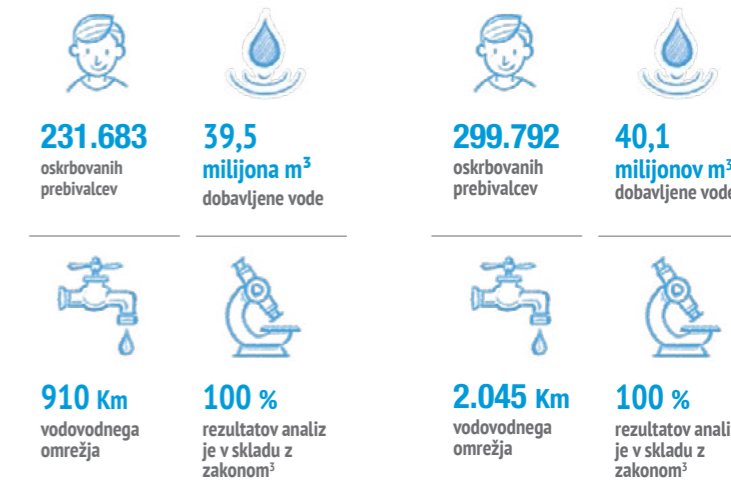 231.683
oskrbovanih
prebivalcev
39,5
milijona m³
dobavljene vode
910 Km
vodovodnega
omrežja
100 %
rezultatov analiz
je v skladu z
zakonom³
299.792
oskrbovanih
prebivalcev
40,1
milijonov m³
dobavljene vode
2.045 Km
vodovodnega
omrežja
100 %
rezultatov anali
je v skladu z
zakonom³